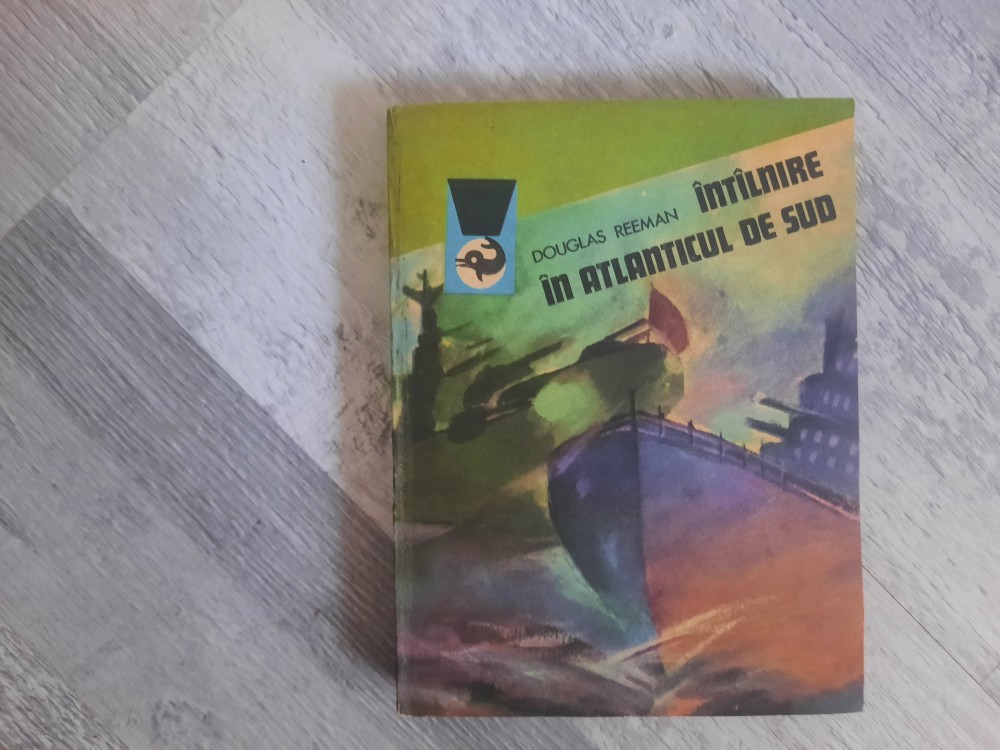 DOUGLAS REEMAN ÎNTÎLNIRE
ÎN ATLANTICUL DE SUD